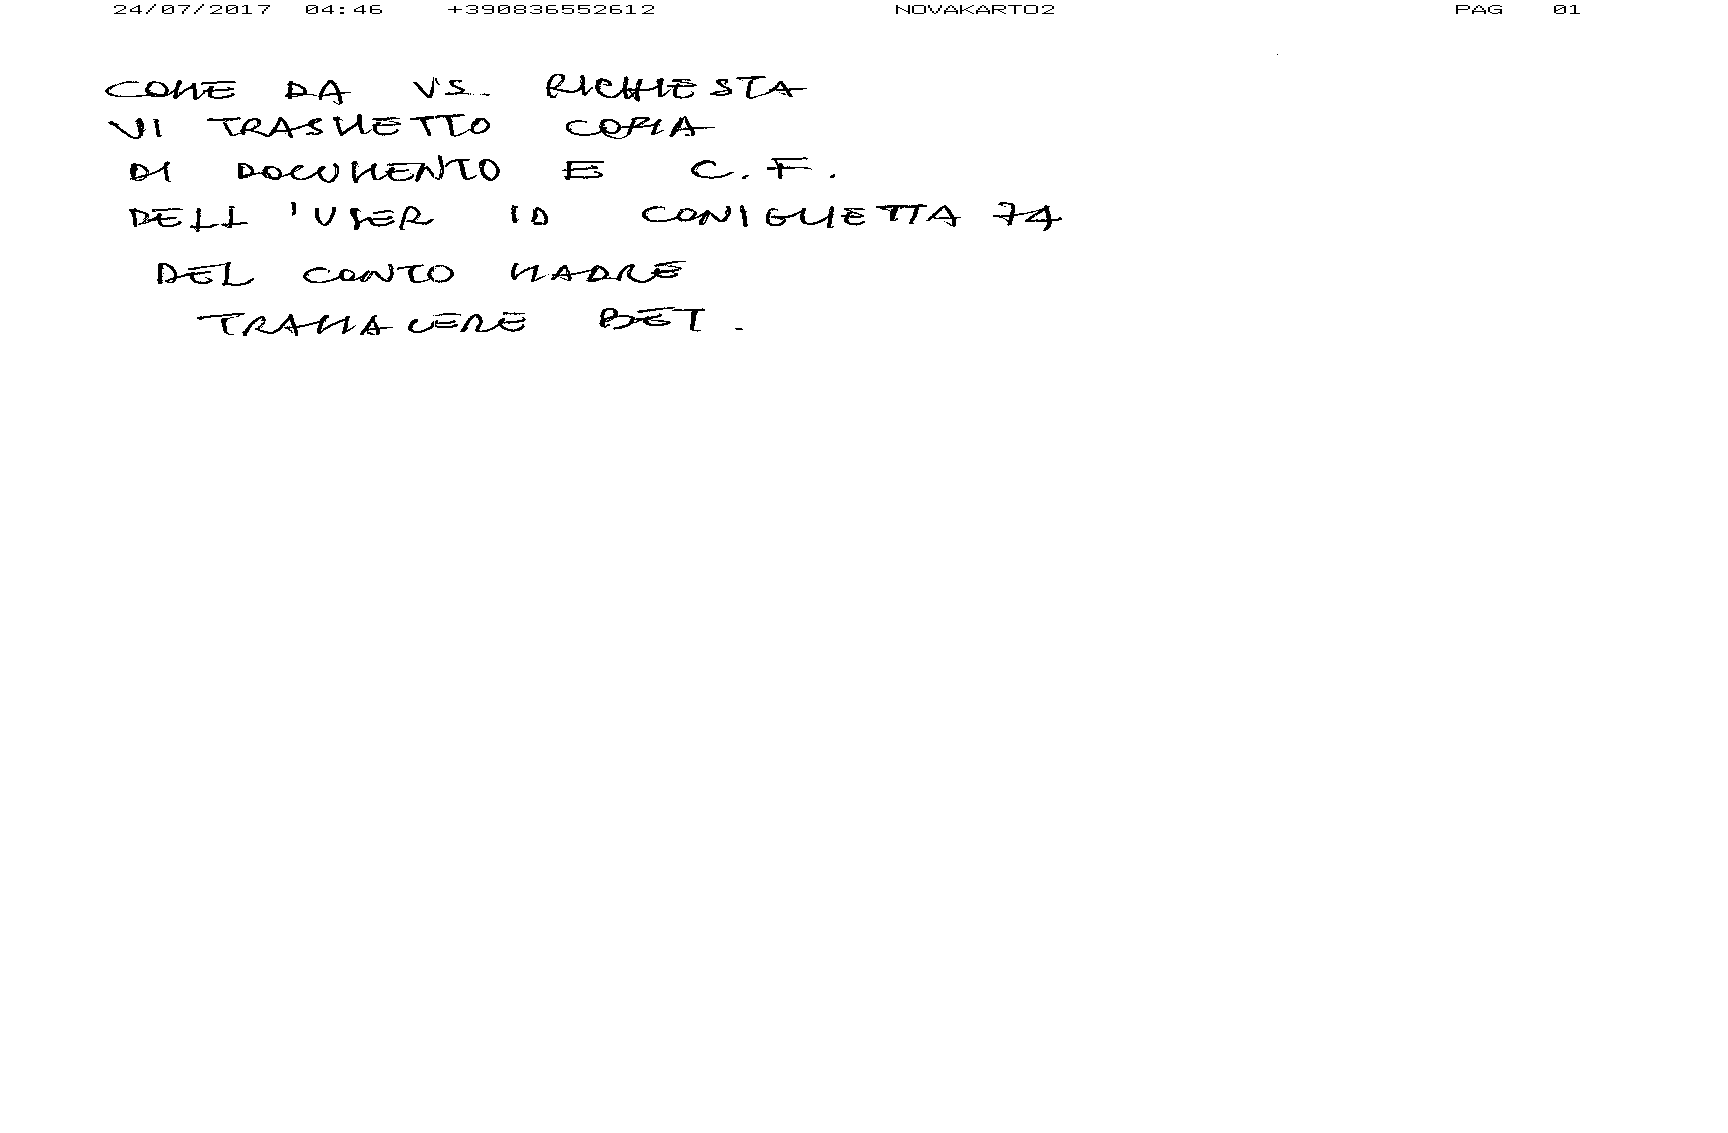 24/07/2017 04:46 +390836552612 NOVAKARTO2 PAG 01
COME DA VS. RICHIESTA
VI TRASMETTO COPIA
DI DOCUMENTO E C.F.
DELL'USER ID CONIGLIETTA 74
DEL CONTO MADRE
TRAMACERE BET.